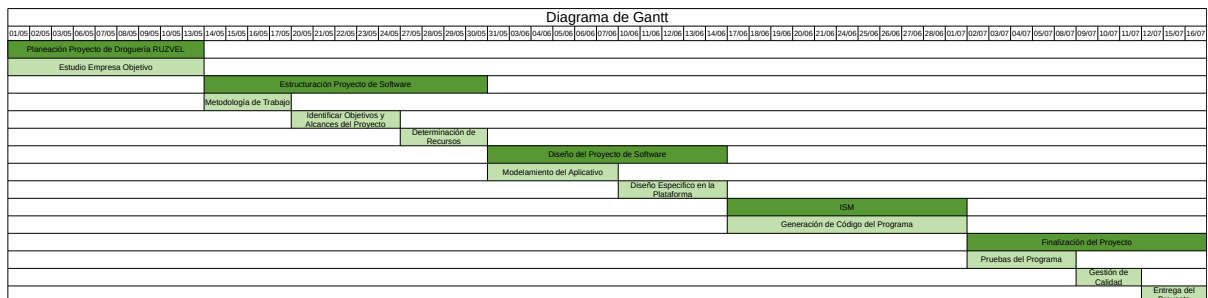 Diagrama de Gantt
01/05 02/05 03/05 06/05 07/05 08/05 09/05 10/05 13/05 14/05 15/05 16/05 17/05 20/05 21/05 22/05 23/05 24/05 27/05 28/05 29/05 30/05 31/05 03/06 04/06 05/06 06/06 07/06 10/06 11/06 12/06 13/06 14/06 17/06 18/06 19/06 20/06 21/06 24/06 25/06 26/06 27/06 28/06 01/07 02/07 03/07 04/07 05/07 08/07 09/07 10/07 11/07 12/07 15/07 16/07
Planeación Proyecto de Droguería RUZVEL
Estudio Empresa Objetivo
Estructuración Proyecto de Software
Metodología de Trabajo
Identificar Objetivos y
Alcances del Proyecto
Determinación de
Recursos
Diseño del Proyecto de Software
Modelamiento del Aplicativo
Diseño Especifico en la
Plataforma
ISM
Generación de Código del Programa
Finalización del Proyecto
Pruebas del Programa
Gestión de
Calidad
Entrega del